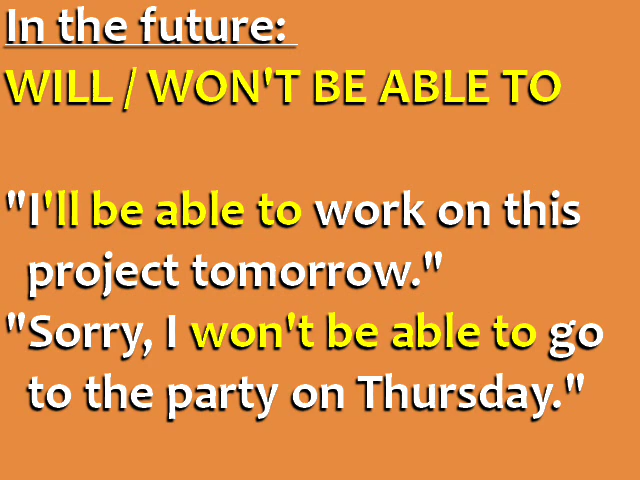 In the future:
WILL / WON'T BE ABLE TO
"I'll be able to work on this
project tomorrow."
"Sorry, I won't be able to go
to the party on Thursday."